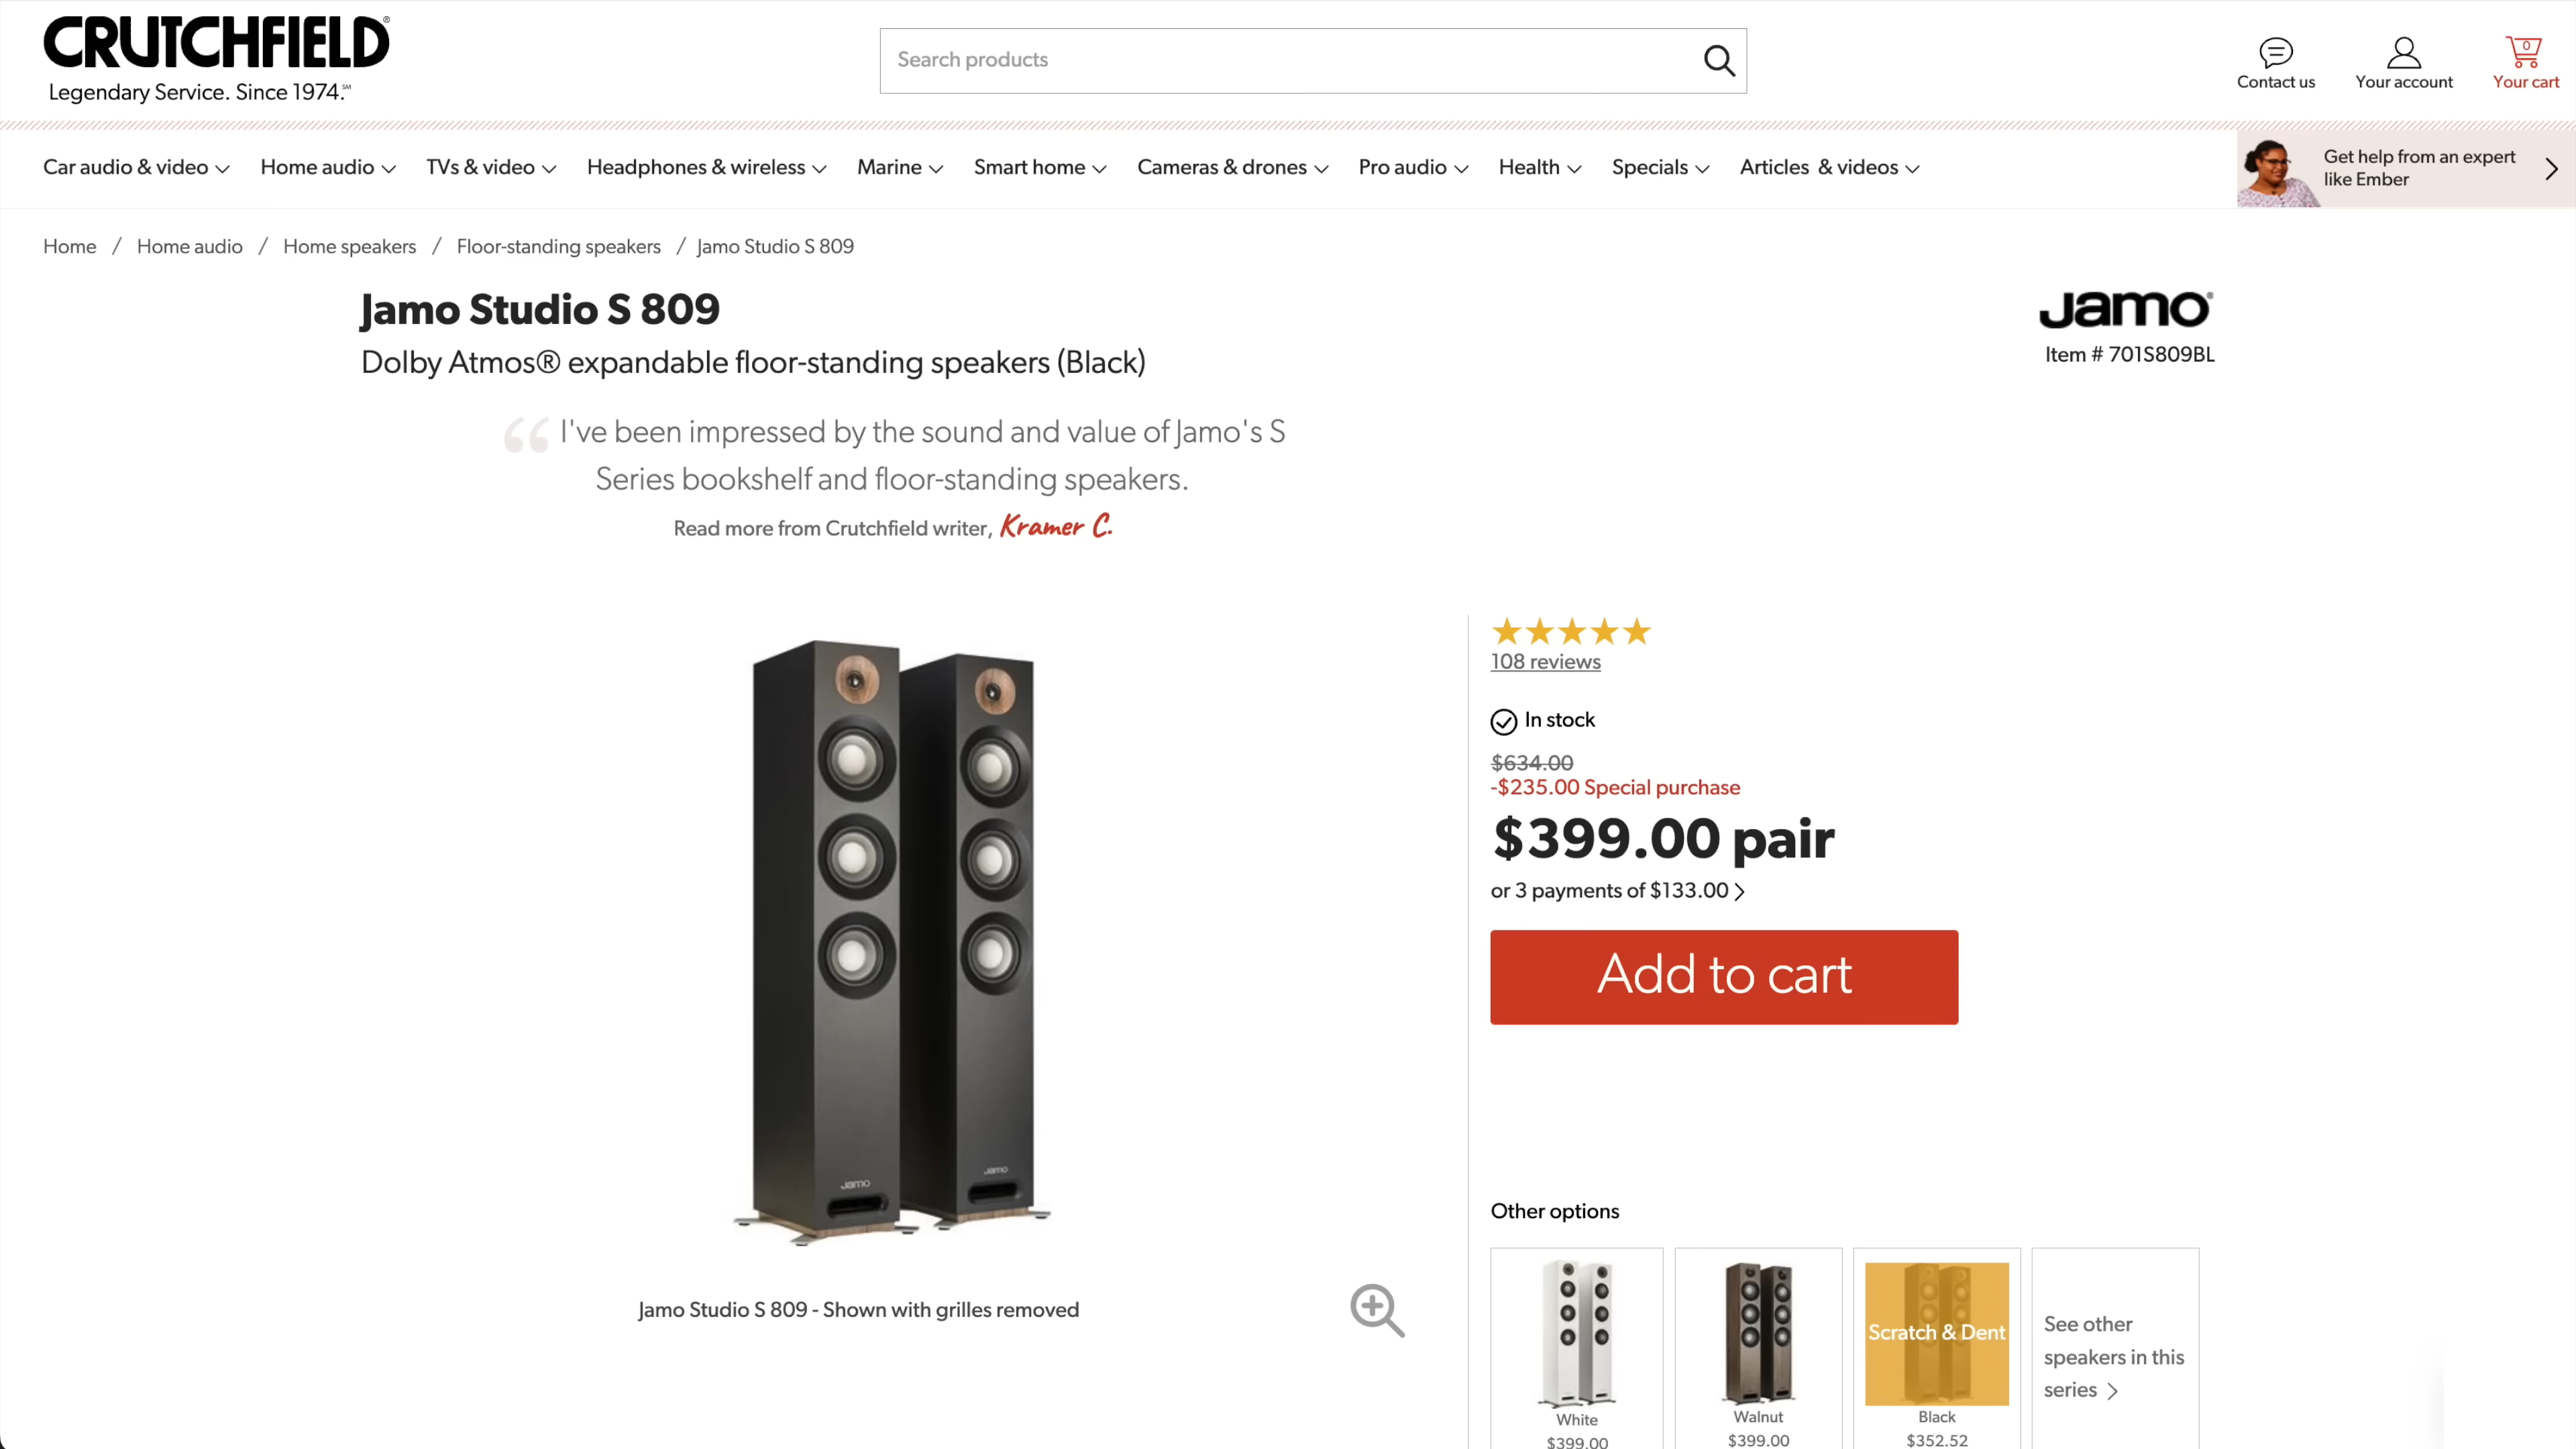 CRUTCHFIELD®
Legendary Service. Since 1974.℠
Search products
Contact us
Your account
0
Your cart
Car audio & video
Home audio
TVs & video
Headphones & wireless
Marine
Smart home
Cameras & drones
Pro audio
Health
Specials
Articles & videos
Get help from an expert
like Ember
Home / Home audio / Home speakers / Floor-standing speakers / Jamo Studio S 809
Jamo Studio S 809
Dolby Atmos® expandable floor-standing speakers (Black)
Jamo®
Item # 701S809BL
“ I've been impressed by the sound and value of Jamo's S
Series bookshelf and floor-standing speakers.
Read more from Crutchfield writer, Kramer C.
JAMO
JAMO
Jamo Studio S 809 - Shown with grilles removed
108 reviews
In stock
$634.00
-$235.00 Special purchase
$399.00 pair
or 3 payments of $133.00
Add to cart
Other options
White
$399.00
Walnut
$399.00
Scratch & Dent
Black
$352.52
See other
speakers in this
series